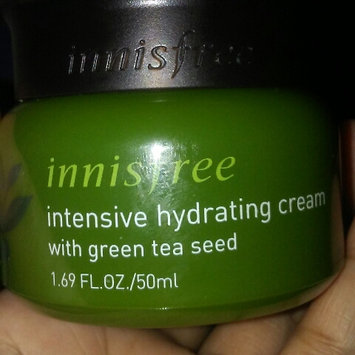 innisfree
innisfree
intensive hydrating cream
with green tea seed
1.69 FL.OZ./50ml